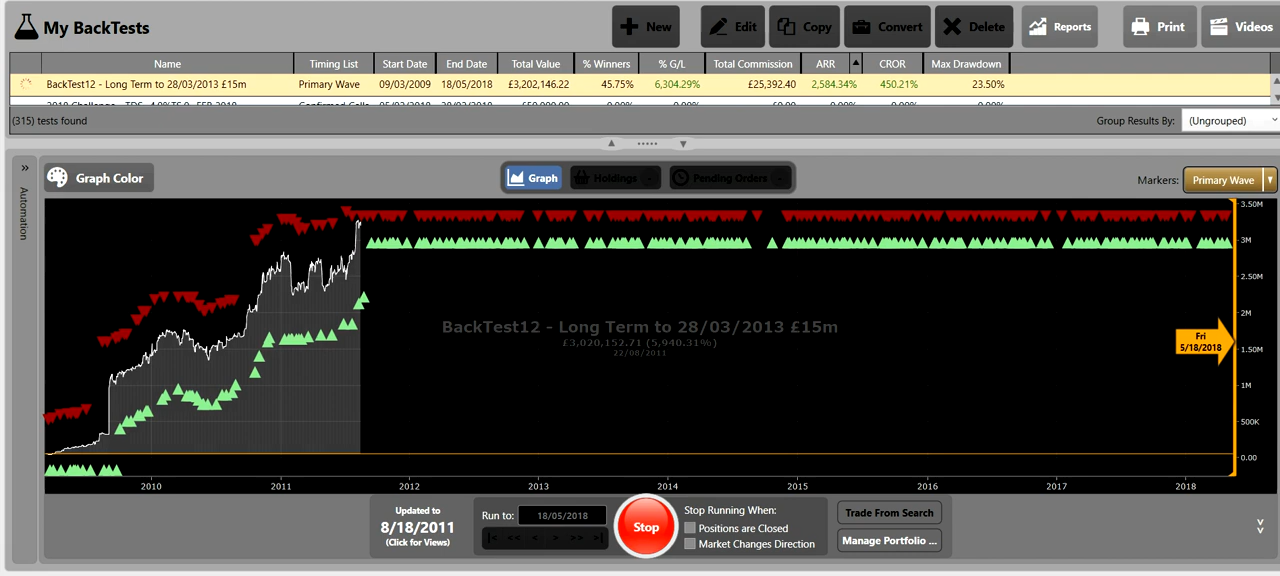 My BackTests
New
Edit
Copy
Convert
Delete
Reports
Print
Videos
Name Timing List Start Date End Date Total Value % Winners % G/L Total Commission ARR CROR Max Drawdown
BackTest12 - Long Term to 28/03/2013 £15m Primary Wave 09/03/2009 18/05/2018 £3,202,146.22 45.75% 6,304.29% £25,392.40 2,584.34% 450.21% 23.50%
(315) tests found
Group Results By: (Ungrouped)
Automation
Graph Color
Graph
Holdings
Pending Orders
Markers: Primary Wave
3.50M
3M
2.50M
2M
1.50M
1M
500K
0.00
BackTest12 - Long Term to 28/03/2013 £15m
£3,020,152.71 (5,940.31%)
22/08/2011
Fri
5/18/2018
2010 2011 2012 2013 2014 2015 2016 2017 2018
Updated to
8/18/2011
(Click for Views)
Run to: 18/05/2018
Stop
Stop Running When:
Positions are Closed
Market Changes Direction
Trade From Search
Manage Portfolio ...